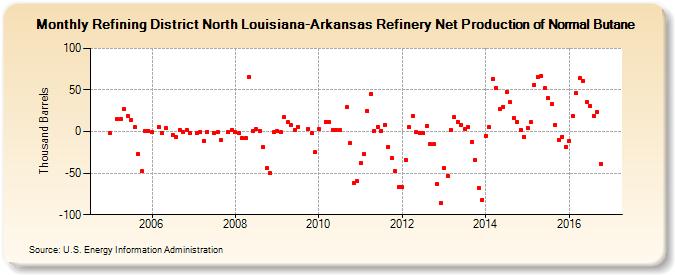 Monthly Refining District North Louisiana-Arkansas Refinery Net Production of Normal Butane
Thousand Barrels
100
50
0
-50
-100
2006 2008 2010 2012 2014 2016
Source: U.S. Energy Information Administration